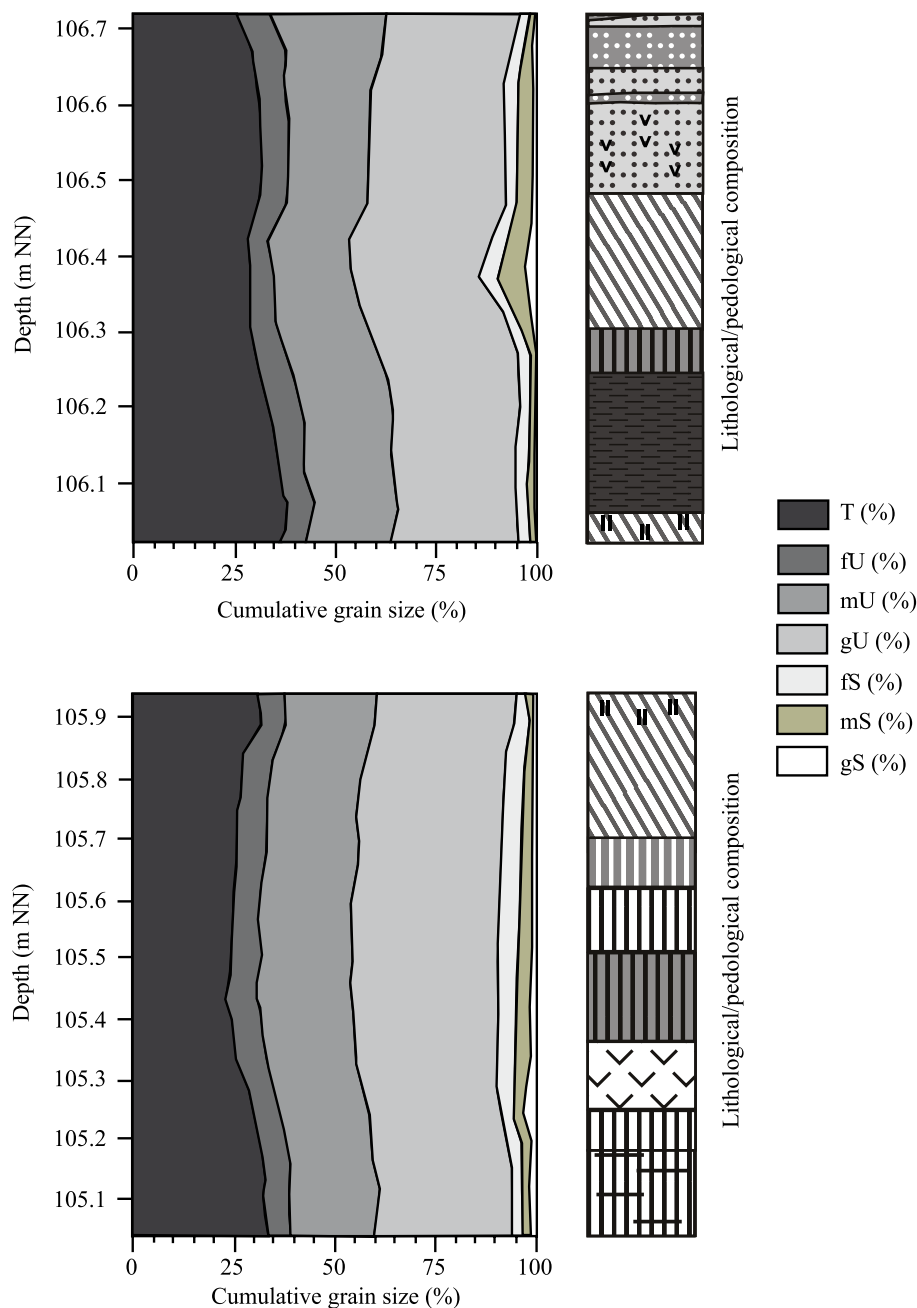 106.7
106.6
106.5
106.4
106.3
106.2
106.1
Depth (m NN)
0 25 50 75 100
Cumulative grain size (%)
Lithological/pedological composition
T (%)
fU (%)
mU (%)
gU (%)
fS (%)
mS (%)
gS (%)
105.9
105.8
105.7
105.6
105.5
105.4
105.3
105.2
105.1
Depth (m NN)
0 25 50 75 100
Cumulative grain size (%)
Lithological/pedological composition